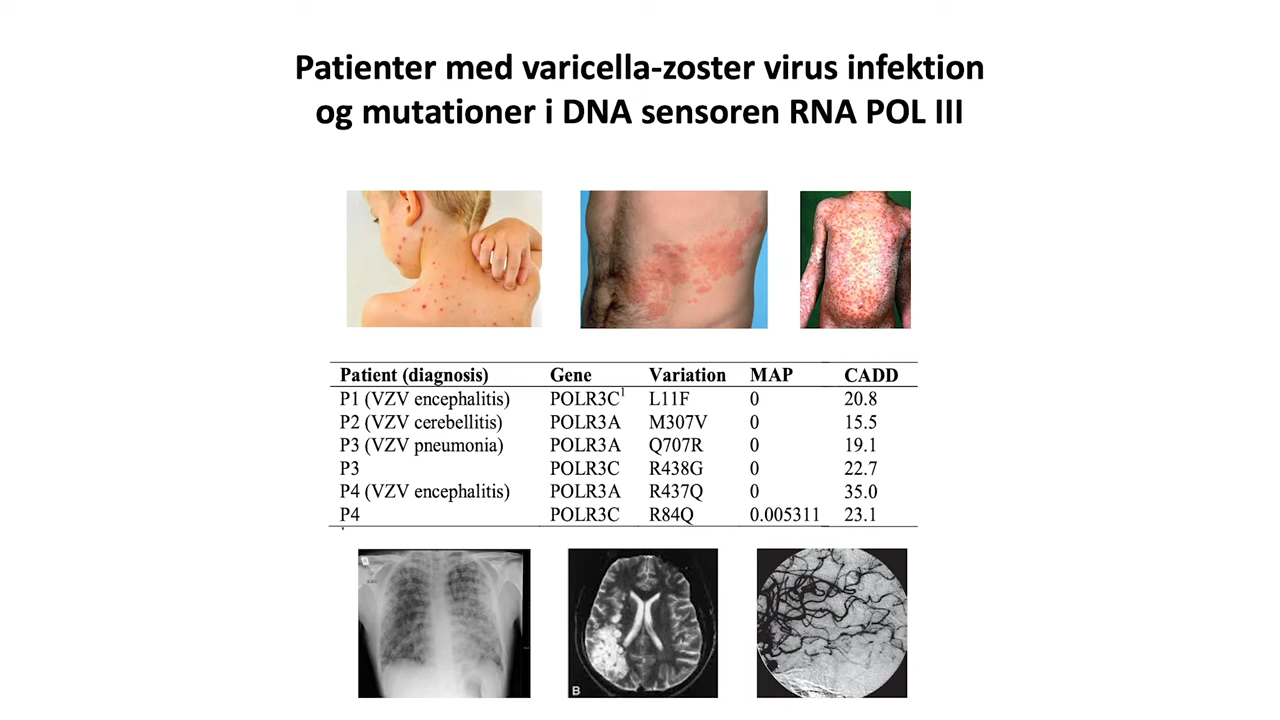 Patienter med varicella-zoster virus infektion
og mutationer i DNA sensoren RNA POL III
Patient (diagnosis) Gene Variation MAP CADD
P1 (VZV encephalitis) POLR3C¹ L11F 0 20.8
P2 (VZV cerebellitis) POLR3A M307V 0 15.5
P3 (VZV pneumonia) POLR3A Q707R 0 19.1
P3 POLR3C R438G 0 22.7
P4 (VZV encephalitis) POLR3A R437Q 0 35.0
P4 POLR3C R84Q 0.005311 23.1
B